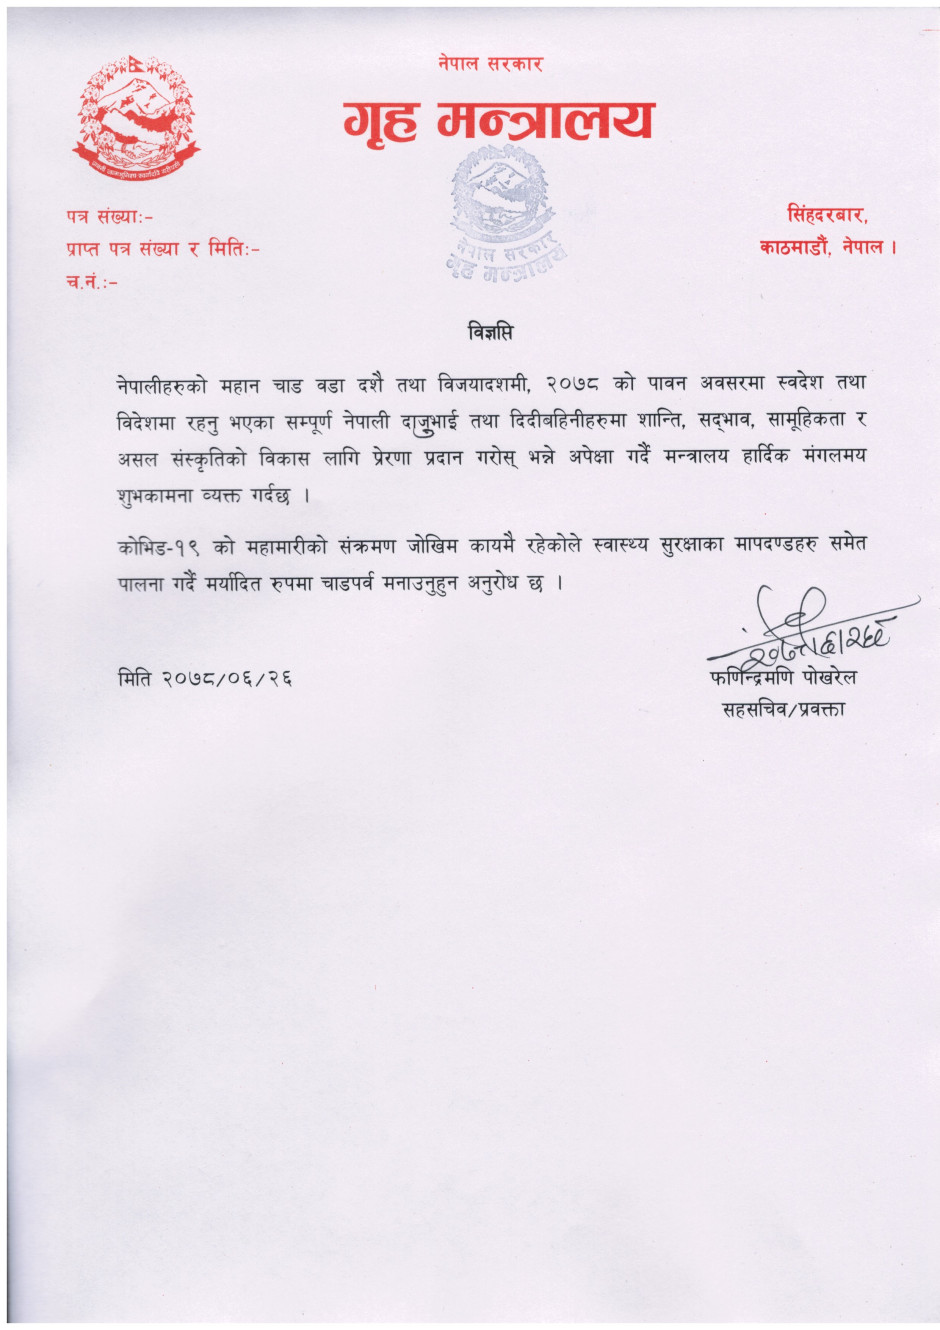 नेपाल सरकार
गृह मन्त्रालय
नेपाल सरकार
गृह मन्त्रालय
पत्र संख्याः-
प्राप्त पत्र संख्या र मितिः-
च.नं.:-
सिंहदरबार,
काठमाडौं, नेपाल ।
विज्ञप्ति
नेपालीहरुको महान चाड वडा दशै तथा विजयादशमी, २०७८ को पावन अवसरमा स्वदेश तथा
विदेशमा रहनु भएका सम्पूर्ण नेपाली दाजुभाई तथा दिदीबहिनीहरुमा शान्ति, सद्‌भाव, सामूहिकता र
असल संस्कृतिको विकास लागि प्रेरणा प्रदान गरोस् भन्ने अपेक्षा गर्दै मन्त्रालय हार्दिक मंगलमय
शुभकामना व्यक्त गर्दछ ।
कोभिड-१९ को महामारीको संक्रमण जोखिम कायमै रहेकोले स्वास्थ्य सुरक्षाका मापदण्डहरु समेत
पालना गर्दै मर्यादित रुपमा चाडपर्व मनाउनुहुन अनुरोध छ ।
मिति २०७८/०६/२६
फणिन्द्रमणि पोखरेल
सहसचिव/प्रवक्ता